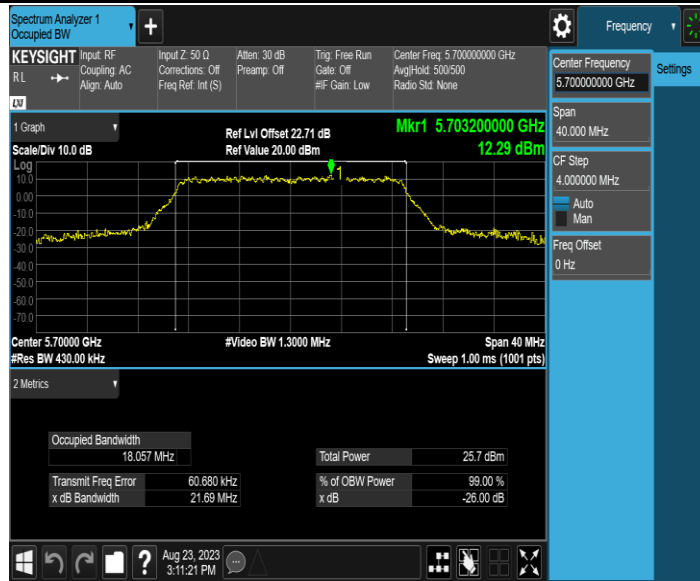 Spectrum Analyzer 1
Occupied BW
+
Frequency
KEYSIGHT
RL
LXI
Input: RF
Coupling: AC
Align: Auto
Input Z: 50 Ω
Corrections: Off
Freq Ref: Int (S)
Atten: 30 dB
Preamp: Off
Trig: Free Run
Gate: Off
#IF Gain: Low
Center Freq: 5.700000000 GHz
Avg|Hold: 500/500
Radio Std: None
Center Frequency
5.700000000 GHz
Settings
Span
40.000 MHz
CF Step
4.000000 MHz
Auto
Man
Freq Offset
0 Hz
1 Graph
Scale/Div 10.0 dB
Ref Lvl Offset 22.71 dB
Ref Value 20.00 dBm
Mkr1 5.703200000 GHz
12.29 dBm
Log
10.0
0.00
-10.0
-20.0
-30.0
-40.0
-50.0
-60.0
-70.0
1
Center 5.70000 GHz
#Res BW 430.00 kHz
#Video BW 1.3000 MHz
Span 40 MHz
Sweep 1.00 ms (1001 pts)
2 Metrics
Occupied Bandwidth
18.057 MHz
Transmit Freq Error 60.680 kHz
x dB Bandwidth 21.69 MHz
Total Power 25.7 dBm
% of OBW Power 99.00 %
x dB -26.00 dB
?
Aug 23, 2023
3:11:21 PM